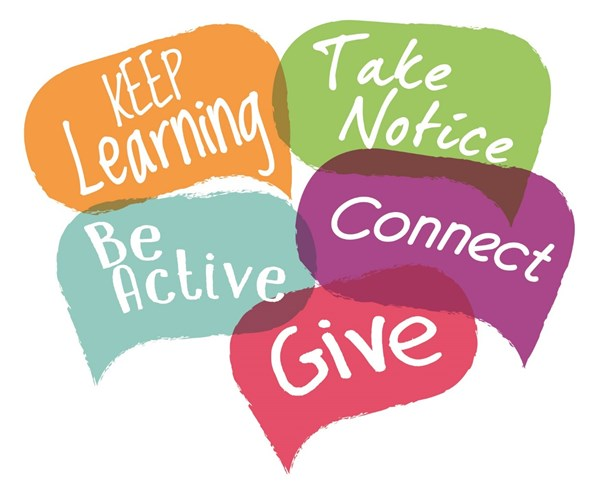 KEEP
Learning
Take
Notice
Be
Active
Connect
Give